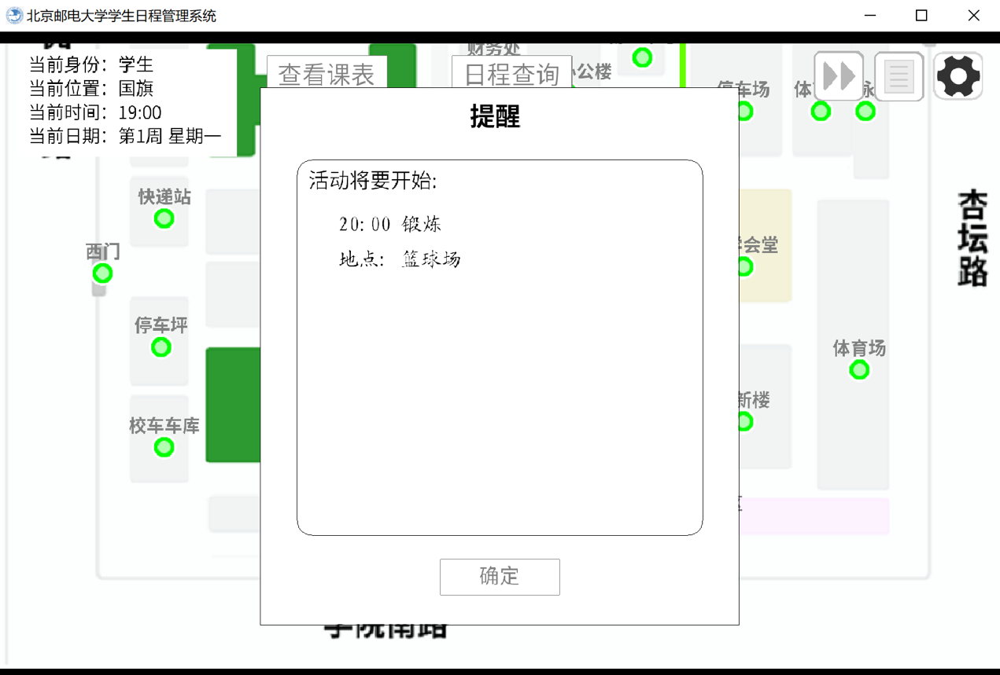 北京邮电大学学生日程管理系统
当前身份：学生
当前位置：国旗
当前时间：19:00
当前日期：第1周 星期一
查看课表
财务处
日程查询
公楼
停车场
体
永
提醒
活动将要开始:
20:00 锻炼
地点: 篮球场
确定
快递站
西门
停车坪
校车车库
会堂
新楼
体育场
杏坛路
学院南路